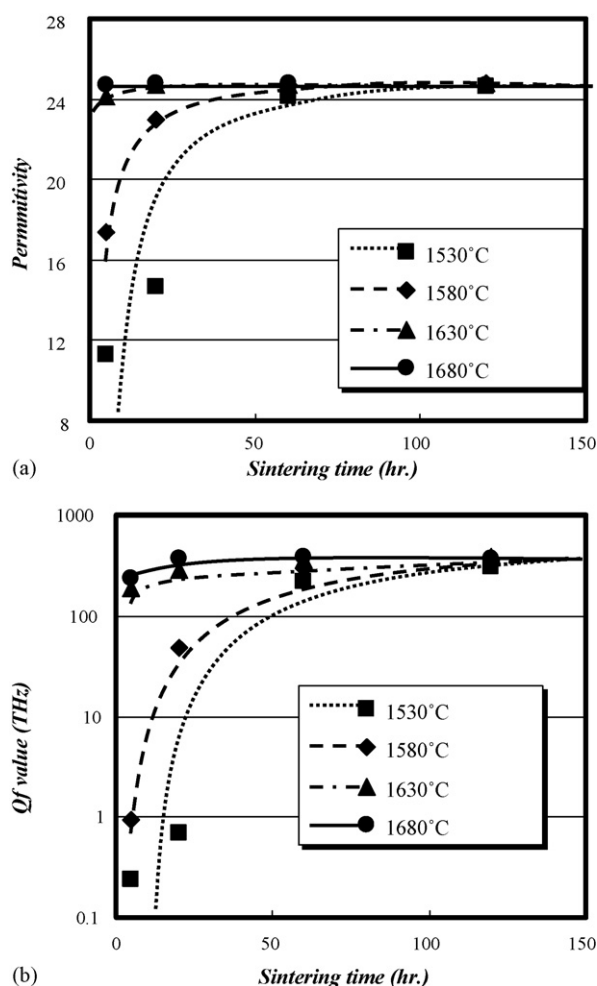 28
24
20
16
12
8
Permmitivity
1530˚C
1580˚C
1630˚C
1680˚C
0
50
100
150
(a)
Sintering time (hr.)
1000
100
10
1
0.1
Qf value (THz)
1530˚C
1580˚C
1630˚C
1680˚C
0
50
100
150
(b)
Sintering time (hr.)